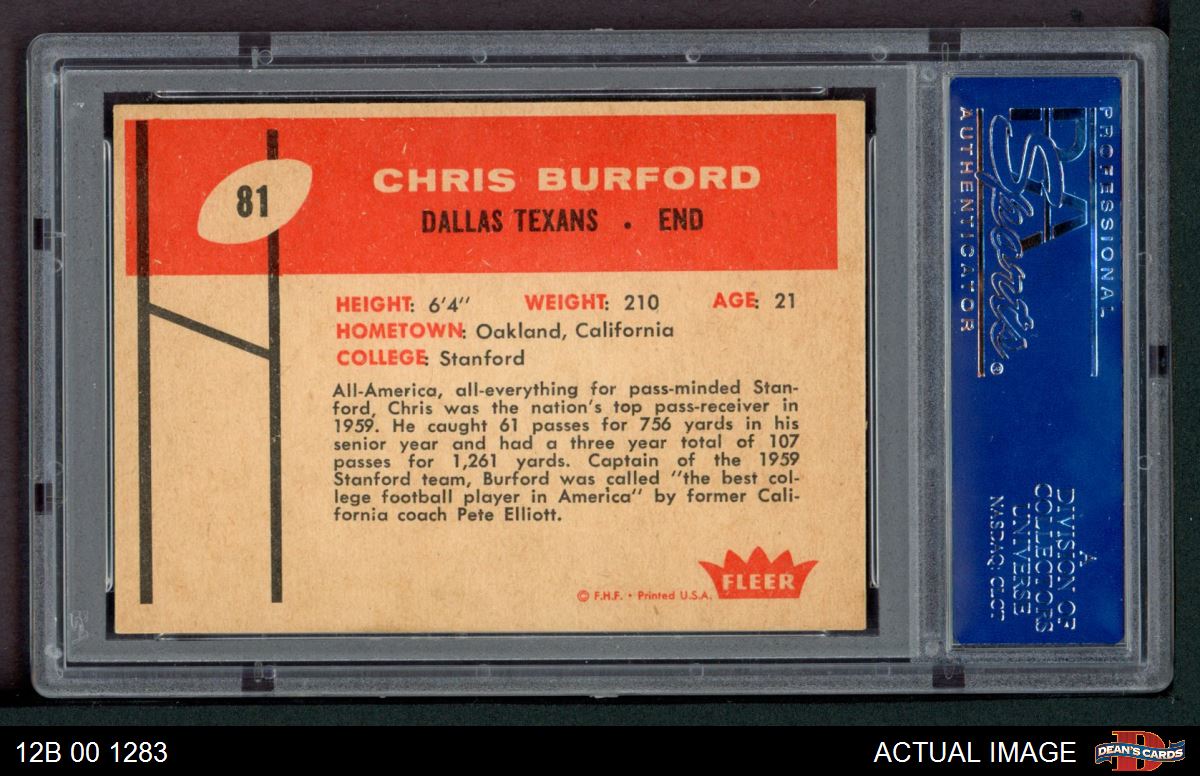 81
CHRIS BURFORD
DALLAS TEXANS . END
HEIGHT: 6'4" WEIGHT: 210 AGE: 21
HOMETOWN: Oakland, California
COLLEGE: Stanford
All-America, all-everything for pass-minded Stan-
ford, Chris was the nation's top pass-receiver in
1959. He caught 61 passes for 756 yards in his
senior year and had a three year total of 107
passes for 1,261 yards. Captain of the 1959
Stanford team, Burford was called "the best col-
lege football player in America" by former Cali-
fornia coach Pete Elliott.
© F.H.F. • Printed U.S.A.
FLEER
PROFESSIONAL
PSA
Sports®
AUTHENTICATOR
A
DIVISION OF
COLLECTORS
UNIVERSE
NASDAQ: CLCT
12B 00 1283
ACTUAL IMAGE
DEAN'S CARDS